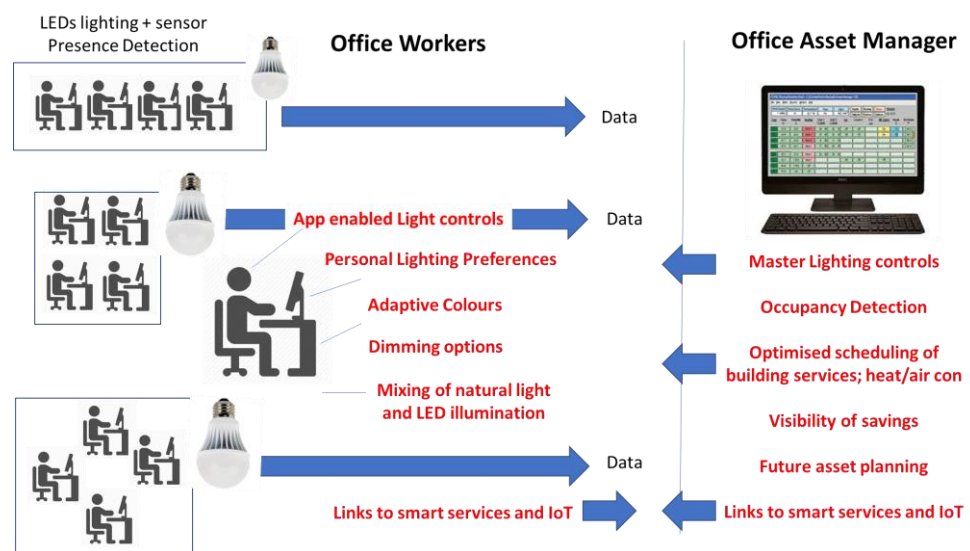 LEDs lighting + sensor
Presence Detection
Office Workers
Office Asset Manager
Data
App enabled Light controls
Data
Personal Lighting Preferences
Adaptive Colours
Dimming options
Mixing of natural light
and LED illumination
Data
Links to smart services and IoT
Master Lighting controls
Occupancy Detection
Optimised scheduling of
building services; heat/air con
Visibility of savings
Future asset planning
Links to smart services and IoT